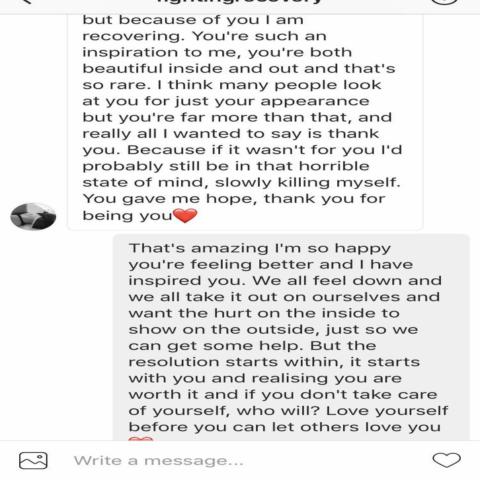 but because of you I am
recovering. You're such an
inspiration to me, you're both
beautiful inside and out and that's
so rare. I think many people look
at you for just your appearance
but you're far more than that, and
really all I wanted to say is thank
you. Because if it wasn't for you I'd
probably still be in that horrible
state of mind, slowly killing myself.
You gave me hope, thank you for
being you❤️
That's amazing I'm so happy
you're feeling better and I have
inspired you. We all feel down and
we all take it out on ourselves and
want the hurt on the inside to
show on the outside, just so we
can get some help. But the
resolution starts within, it starts
with you and realising you are
worth it and if you don't take care
of yourself, who will? Love yourself
before you can let others love you
Write a message...